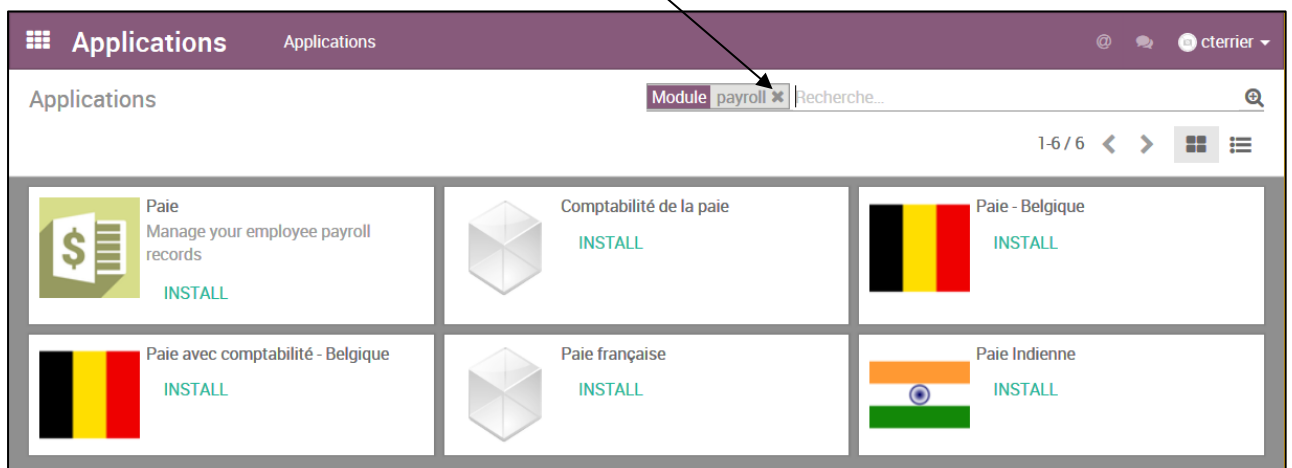 Applications Applications @ cterrier
Applications Module payroll Recherche...
1-6 / 6
Paie
Manage your employee payroll
records
INSTALL
Comptabilité de la paie
INSTALL
Paie - Belgique
INSTALL
Paie avec comptabilité - Belgique
INSTALL
Paie française
INSTALL
Paie Indienne
INSTALL